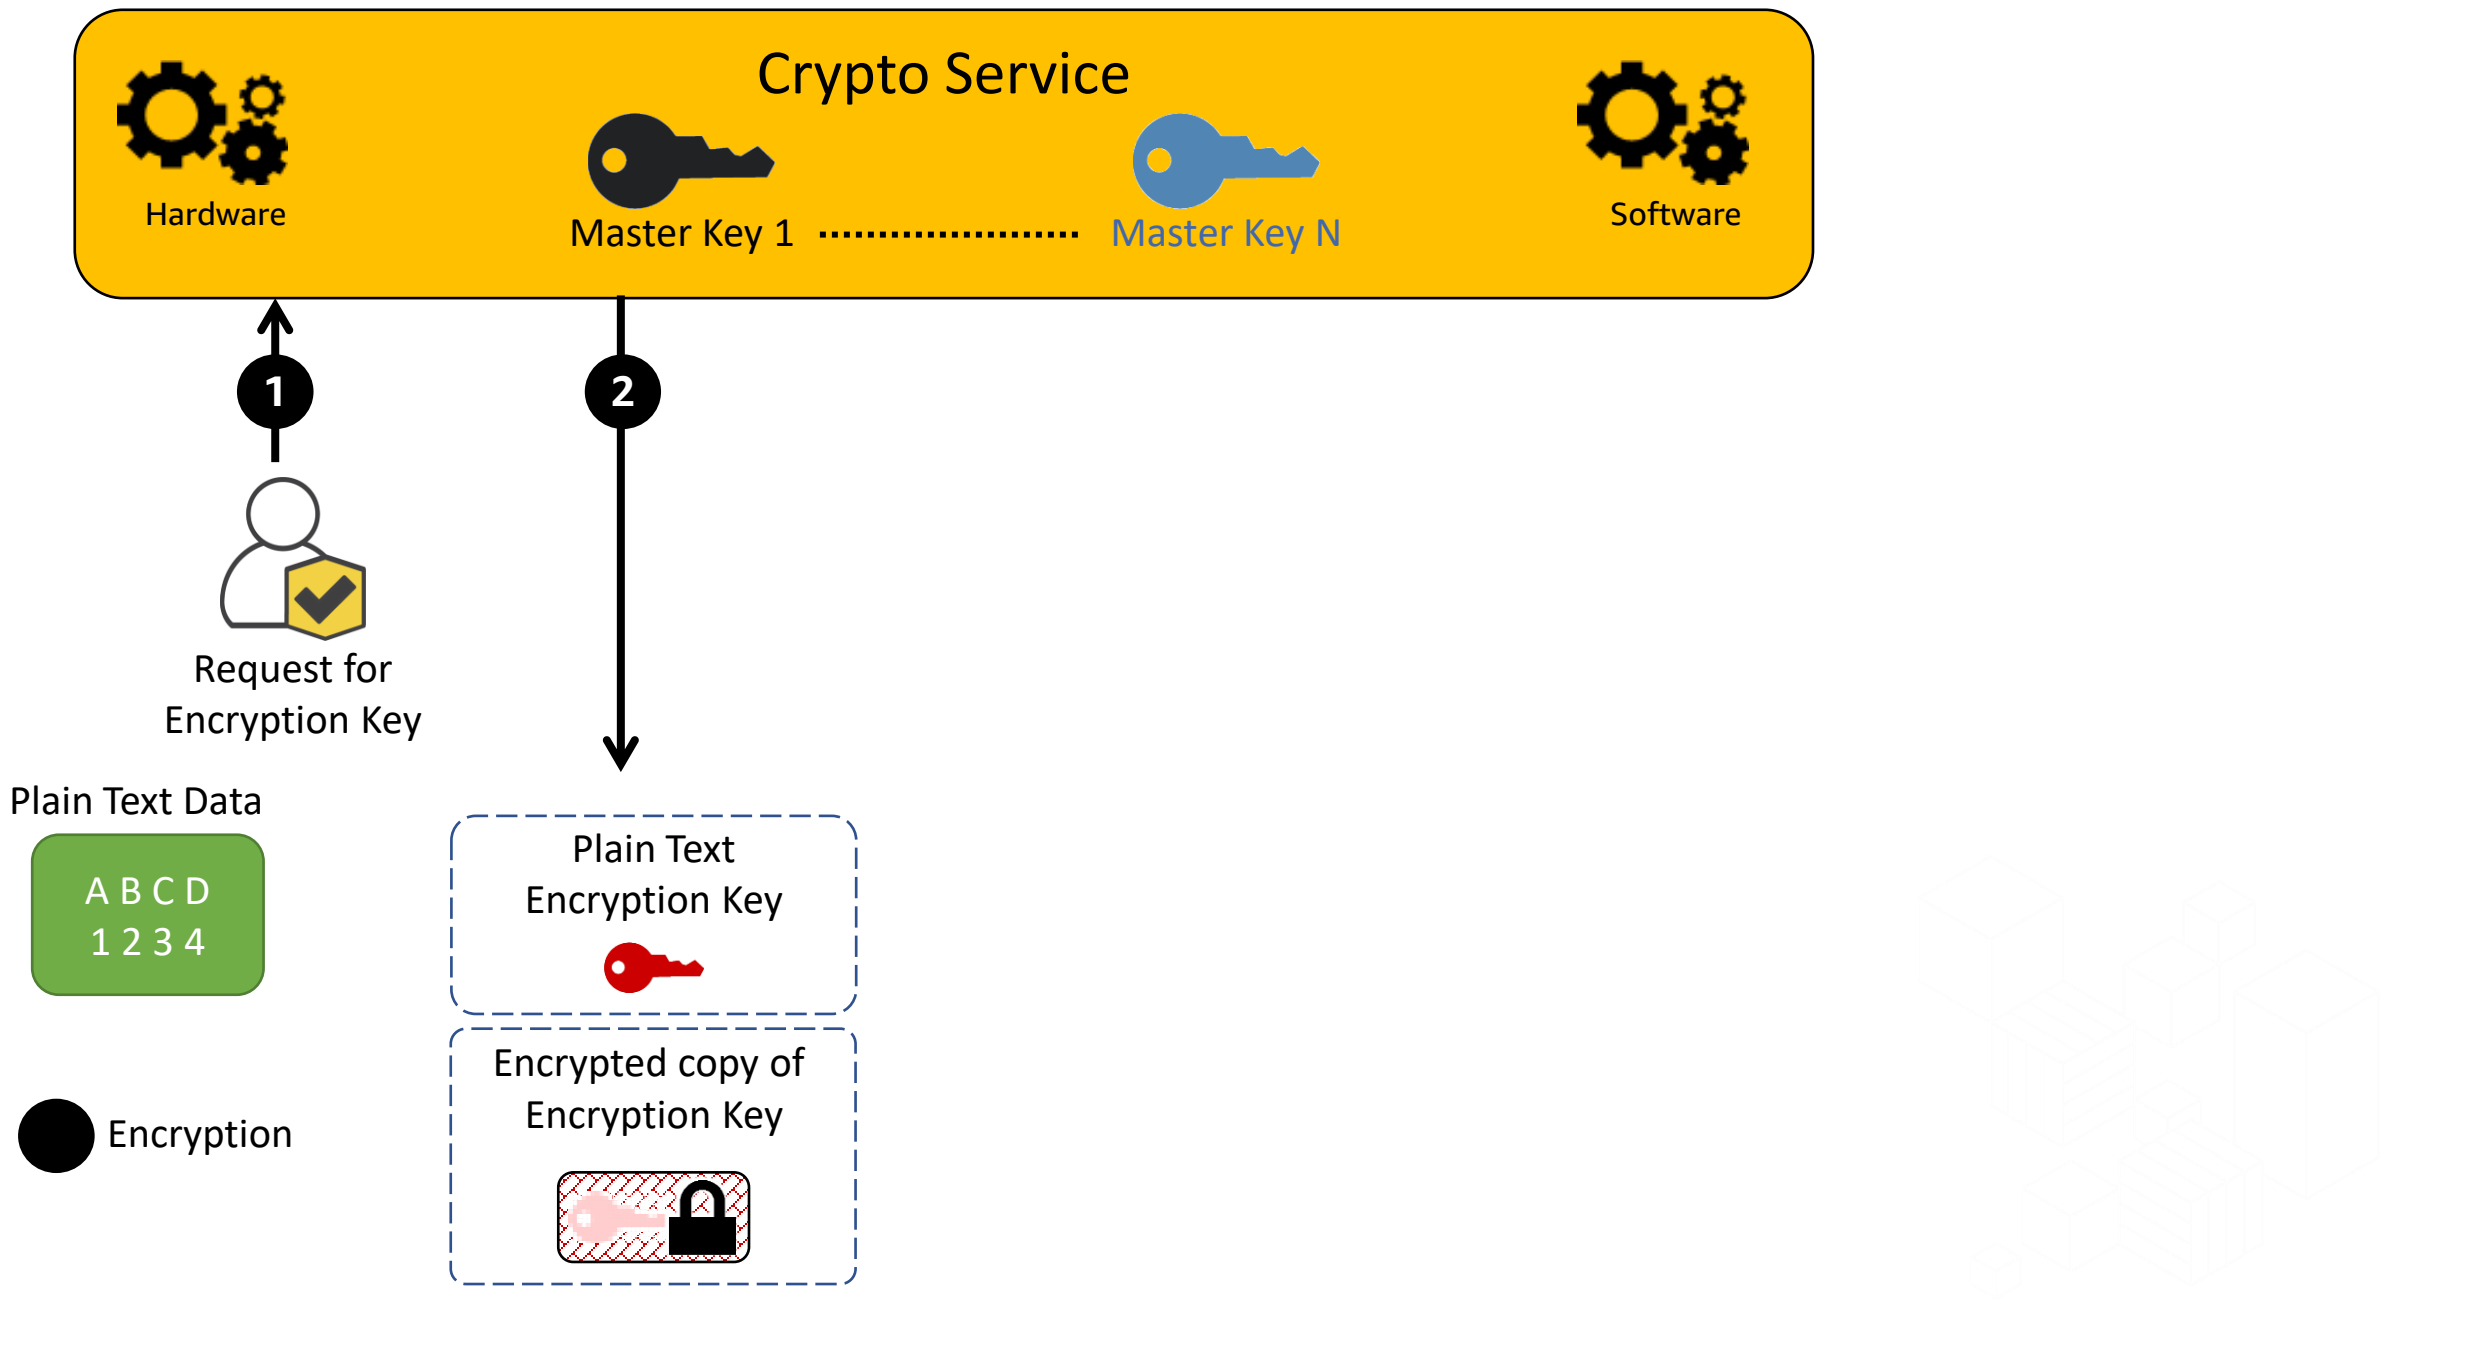 Crypto Service
Hardware
Master Key 1
Master Key N
Software
1
2
Request for
Encryption Key
Plain Text Data
A B C D
1 2 3 4
Plain Text
Encryption Key
Encrypted copy of
Encryption Key
Encryption